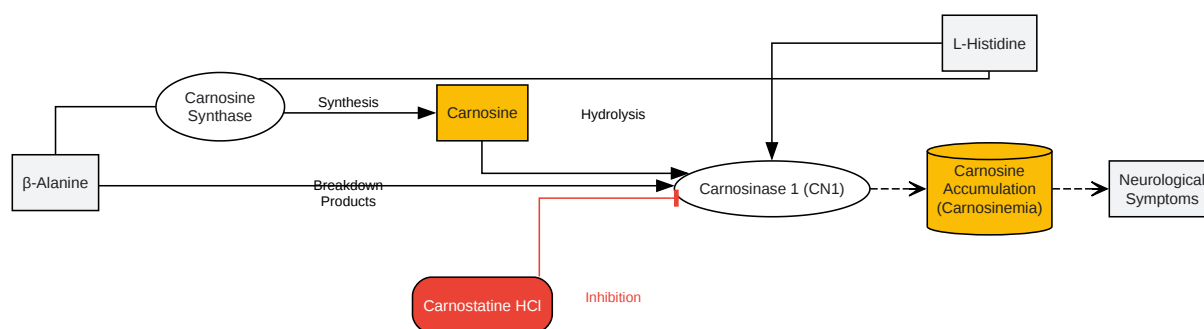 L-Histidine
Carnosine
Synthase
Synthesis
Carnosine
Hydrolysis
β-Alanine
Breakdown
Products
Carnosinase 1 (CN1)
Carnosine
Accumulation
(Carnosinemia)
Neurological
Symptoms
Carnostatine HCl
Inhibition